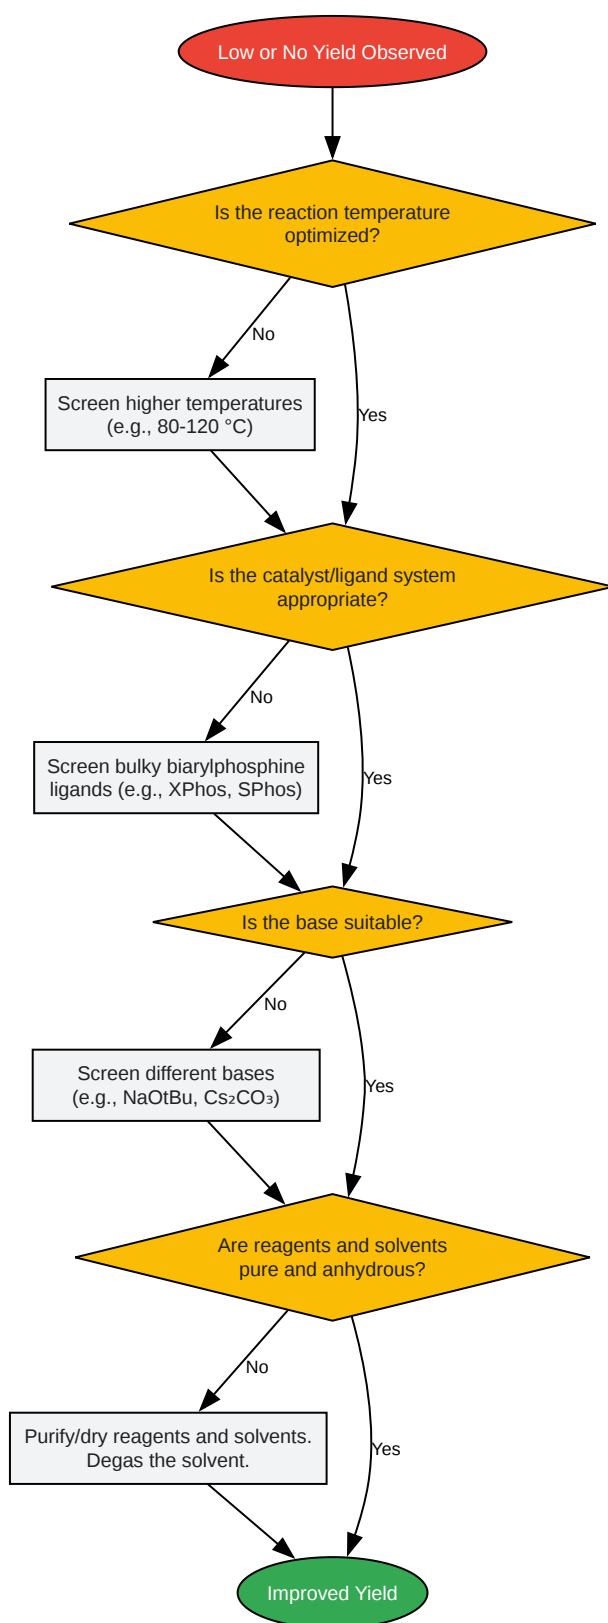 Low or No Yield Observed
Is the reaction temperature
optimized?
No
Yes
Screen higher temperatures
(e.g., 80-120 °C)
Is the catalyst/ligand system
appropriate?
No
Yes
Screen bulky biarylphosphine
ligands (e.g., XPhos, SPhos)
Is the base suitable?
No
Yes
Screen different bases
(e.g., NaOtBu, Cs₂CO₃)
Are reagents and solvents
pure and anhydrous?
No
Yes
Purify/dry reagents and solvents.
Degas the solvent.
Improved Yield